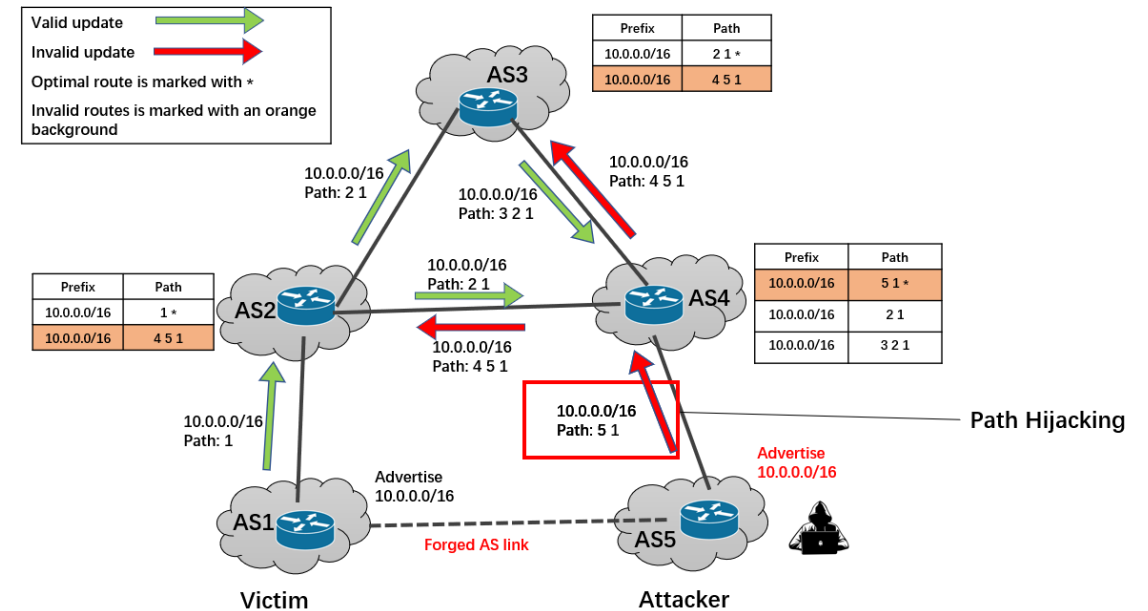 Valid update
Invalid update
Optimal route is marked with *
Invalid routes is marked with an orange
background
Prefix Path
10.0.0.0/16 2 1 *
10.0.0.0/16 4 5 1
AS3
10.0.0.0/16
Path: 2 1
10.0.0.0/16
Path: 3 2 1
10.0.0.0/16
Path: 4 5 1
Prefix Path
10.0.0.0/16 1 *
10.0.0.0/16 4 5 1
AS2
10.0.0.0/16
Path: 2 1
10.0.0.0/16
Path: 4 5 1
AS4
Prefix Path
10.0.0.0/16 5 1 *
10.0.0.0/16 2 1
10.0.0.0/16 3 2 1
10.0.0.0/16
Path: 1
10.0.0.0/16
Path: 5 1
Path Hijacking
Advertise
10.0.0.0/16
Advertise
10.0.0.0/16
AS1
Forged AS link
AS5
Victim
Attacker